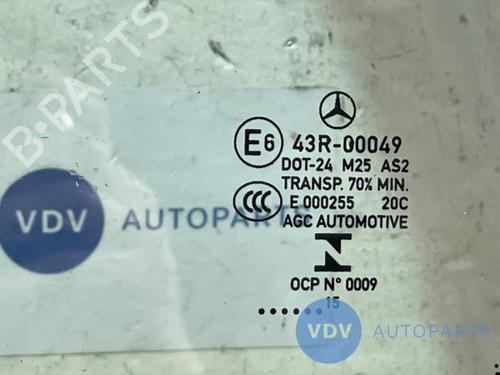 B-PARTS
E6 43R-00049
DOT-24 M25 AS2
TRANSP. 70% MIN.
CCC E 000255 20C
AGC AUTOMOTIVE
VDV AUTOPARTS
N
OCP N° 0009
...... 15
VDV AUTOPARTS